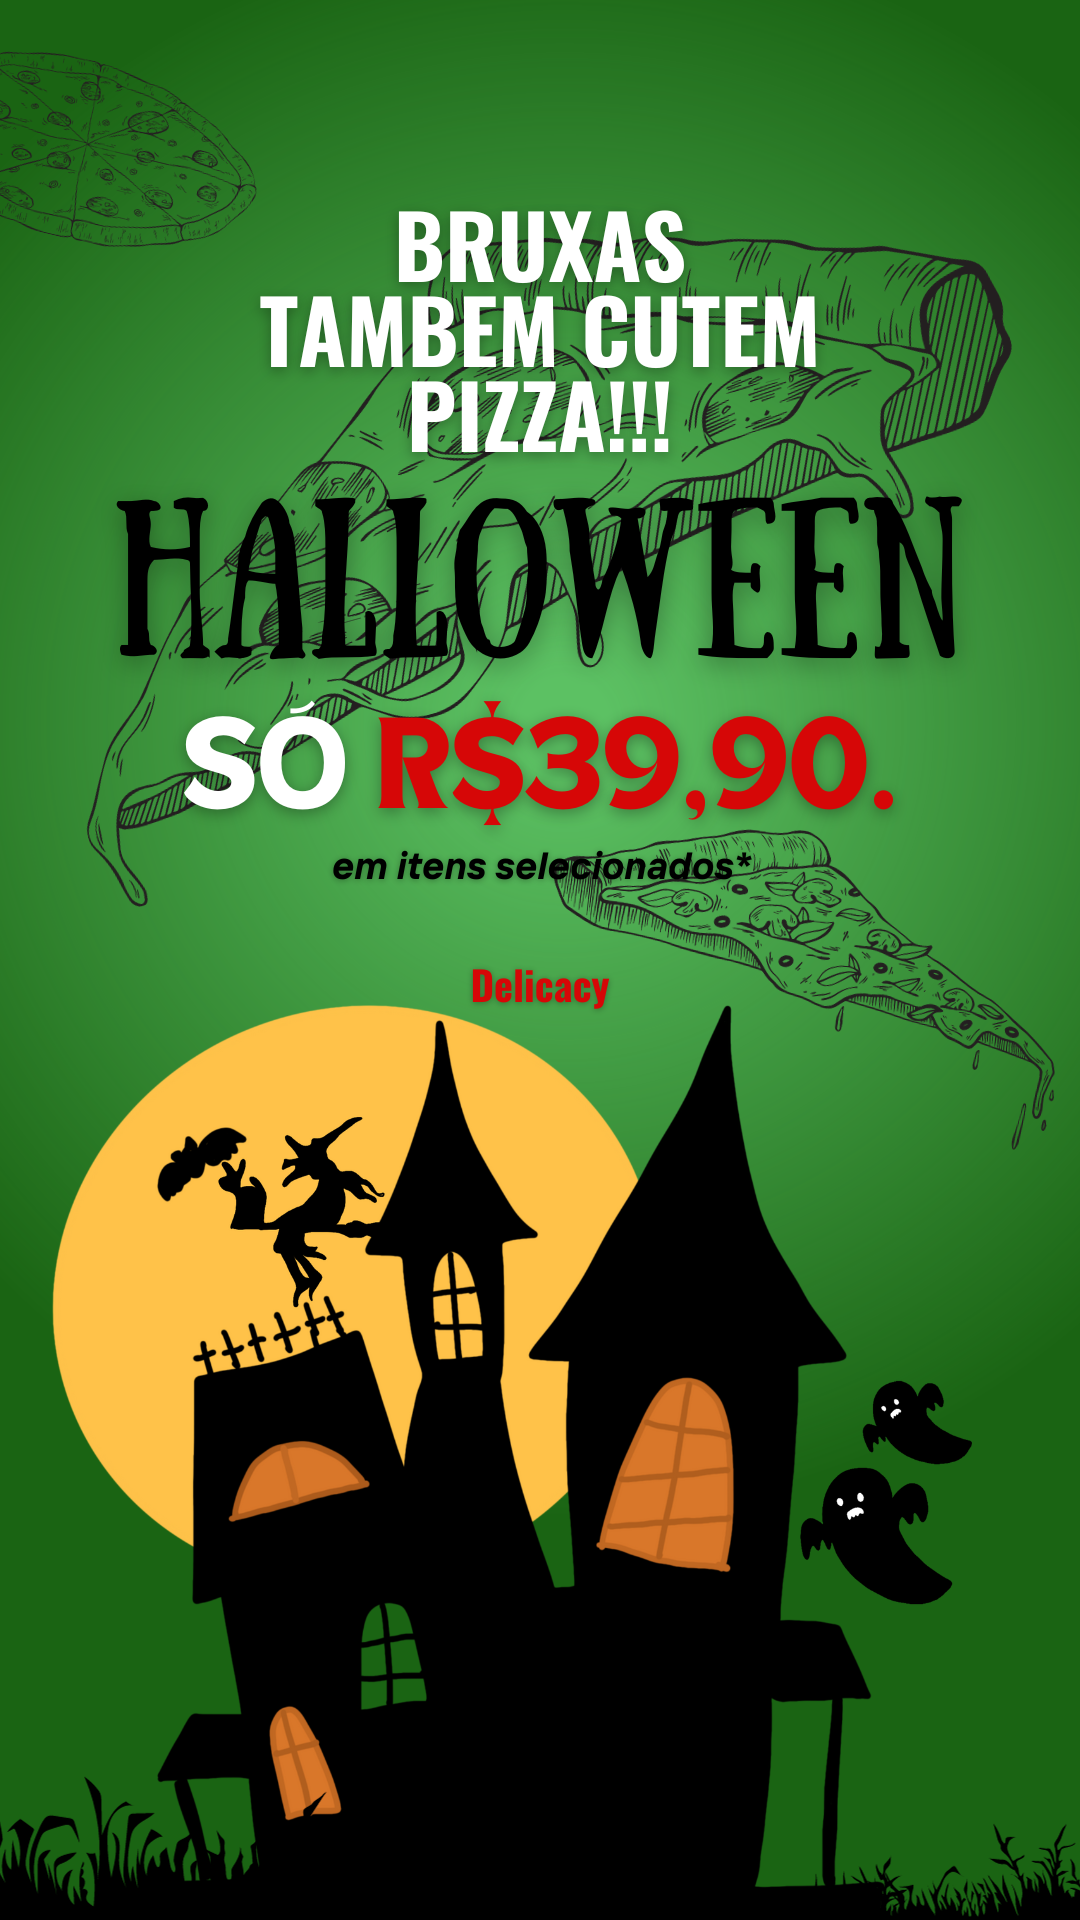 BRUXAS
TAMBEM CUTEM
PIZZA!!!
HALLOWEEN
SÓ R$39,90.
em itens selecionados*
Delicacy